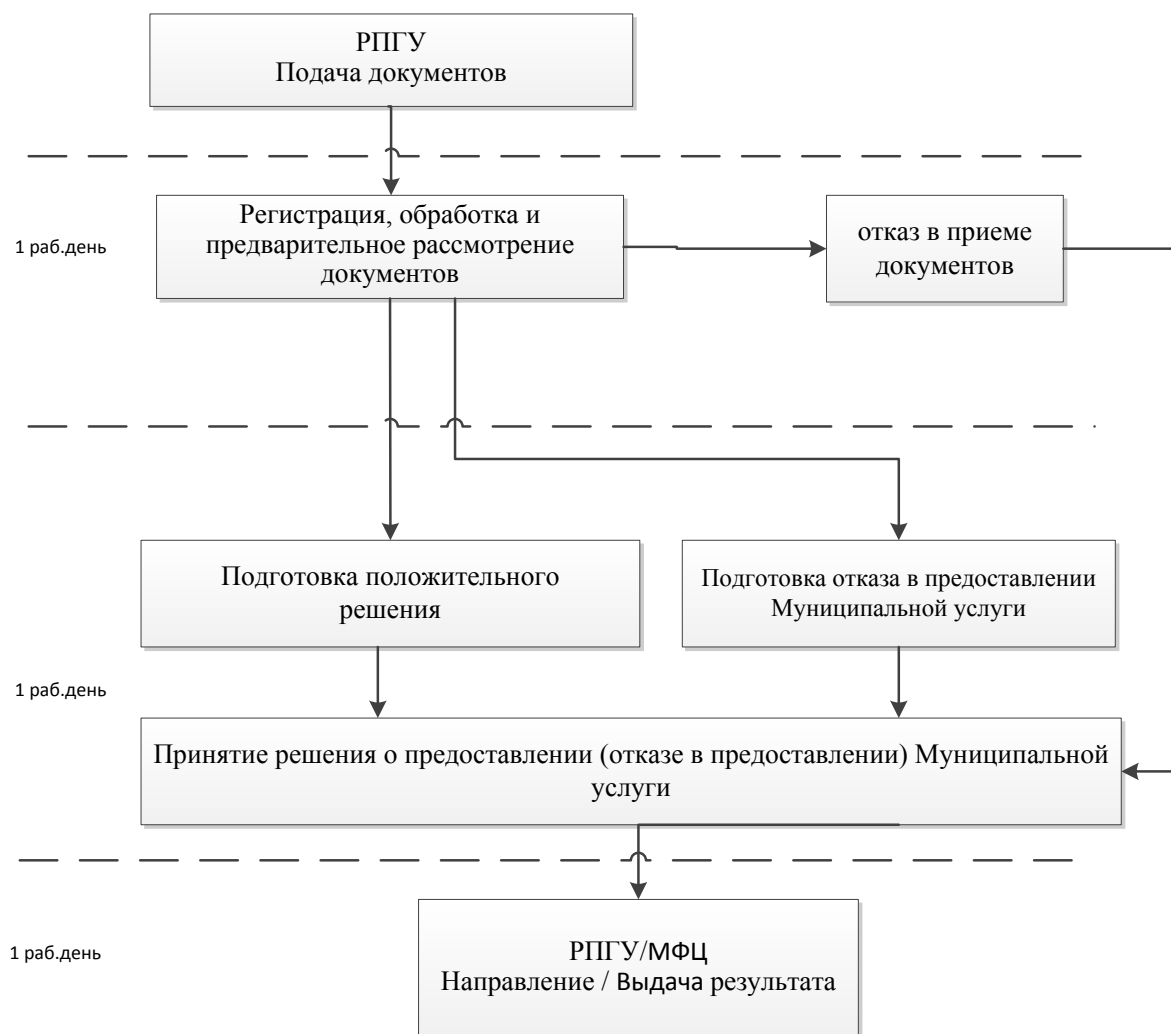 РПГУ
Подача документов
1 раб.день
Регистрация, обработка и
предварительное рассмотрение
документов
отказ в приеме
документов
Подготовка положительного
решения
Подготовка отказа в предоставлении
Муниципальной услуги
1 раб.день
Принятие решения о предоставлении (отказе в предоставлении) Муниципальной
услуги
1 раб.день
РПГУ/МФЦ
Направление / Выдача результата